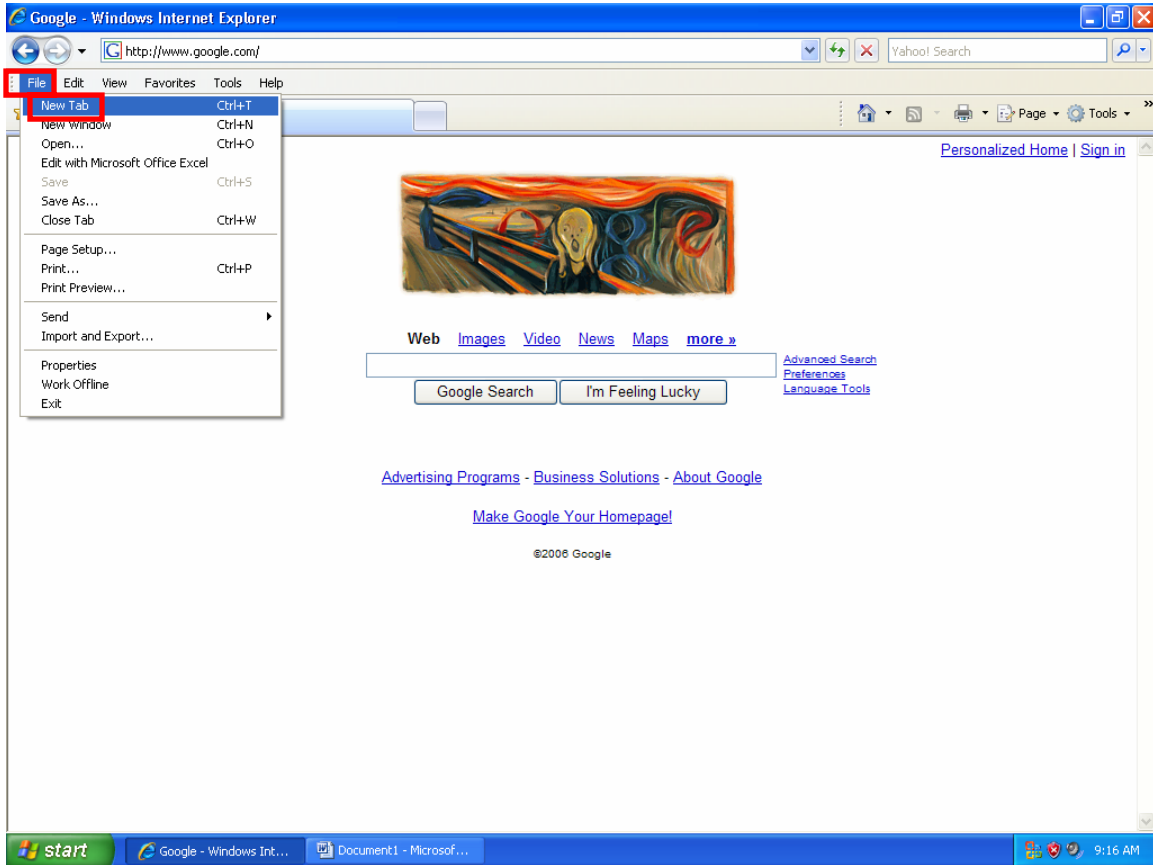 Google - Windows Internet Explorer
http://www.google.com/
Yahoo! Search
File Edit View Favorites Tools Help
New Tab Ctrl+T
New Window Ctrl+N
Open... Ctrl+O
Edit with Microsoft Office Excel
Save Ctrl+S
Save As...
Close Tab Ctrl+W
Page Setup...
Print... Ctrl+P
Print Preview...
Send
Import and Export...
Properties
Work Offline
Exit
Page Tools »
Personalized Home | Sign in
Web Images Video News Maps more »
Advanced Search
Preferences
Language Tools
Google Search I'm Feeling Lucky
Advertising Programs - Business Solutions - About Google
Make Google Your Homepage!
©2006 Google
start Google - Windows Int... Document1 - Microsof... 9:16 AM